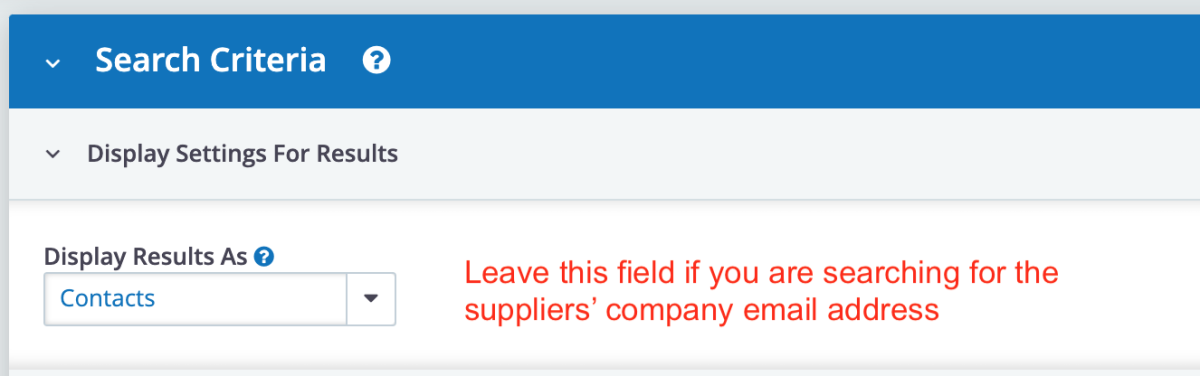 Search Criteria ?
Display Settings For Results
Display Results As ?
Contacts
Leave this field if you are searching for the
suppliers’ company email address